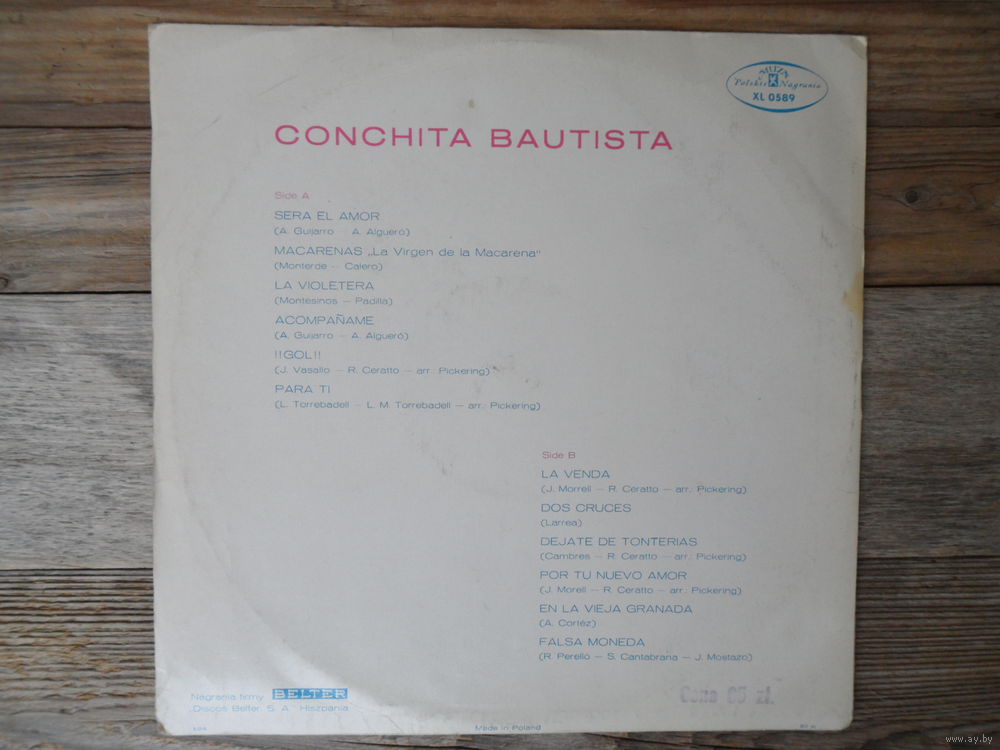 MUZA
Polskie Nagrania
XL 0589
CONCHITA BAUTISTA
Side A
SERA EL AMOR
(A. Guijarro — A. Algueró)
MACARENAS „La Virgen de la Macarena"
(Monterde — Calero)
LA VIOLETERA
(Montesinos — Padilla)
ACOMPAÑAME
(A. Guijarro — A. Algueró)
!!GOL!!
(J. Vasallo — R. Ceratto — arr.: Pickering)
PARA TI
(L. Torrebadell — L. M. Torrebadell — arr.: Pickering)
Side B
LA VENDA
(J. Morrell — R. Ceratto — arr.: Pickering)
DOS CRUCES
(Larrea)
DEJATE DE TONTERIAS
(Cambres — R. Ceratto — arr.: Pickering)
POR TU NUEVO AMOR
(J. Morell — R. Ceratto — arr.: Pickering)
EN LA VIEJA GRANADA
(A. Cortéz)
FALSA MONEDA
(R. Perelló — S. Cantabrana — J. Mostazo)
Nagrania firmy BELTER
„Discos Belter, S. A." Hiszpania
Cena 65 zł.
Made in Poland
www.ay.by